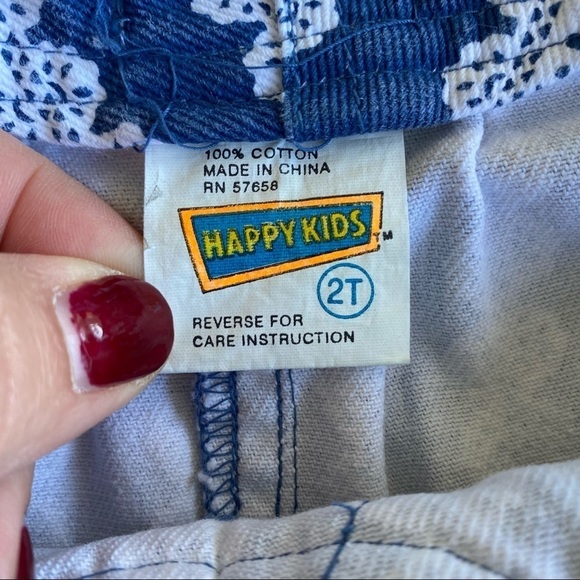 100% COTTON
MADE IN CHINA
RN 57658
HAPPY KIDS ™
2T
REVERSE FOR
CARE INSTRUCTION